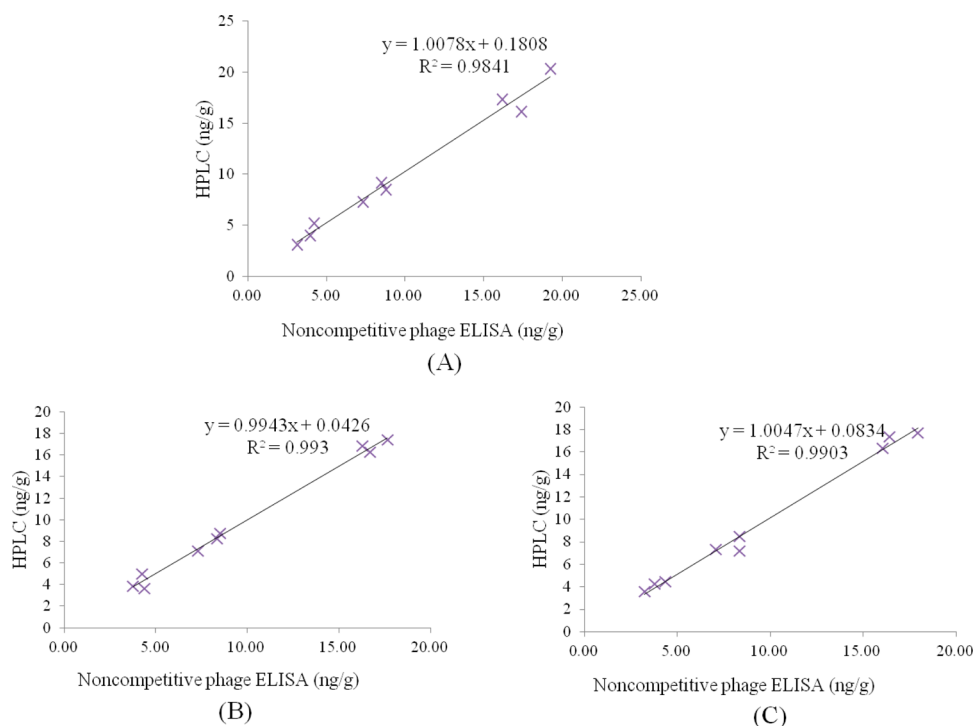 25
20
15
10
5
0
HPLC (ng/g)
y = 1.0078x + 0.1808
R² = 0.9841
0.00 5.00 10.00 15.00 20.00 25.00
Noncompetitive phage ELISA (ng/g)
(A)
20
18
16
14
12
10
8
6
4
2
0
HPLC (ng/g)
y = 0.9943x + 0.0426
R² = 0.993
0.00 5.00 10.00 15.00 20.00
Noncompetitive phage ELISA (ng/g)
(B)
20
18
16
14
12
10
8
6
4
2
0
HPLC (ng/g)
y = 1.0047x + 0.0834
R² = 0.9903
0.00 5.00 10.00 15.00 20.00
Noncompetitive phage ELISA (ng/g)
(C)